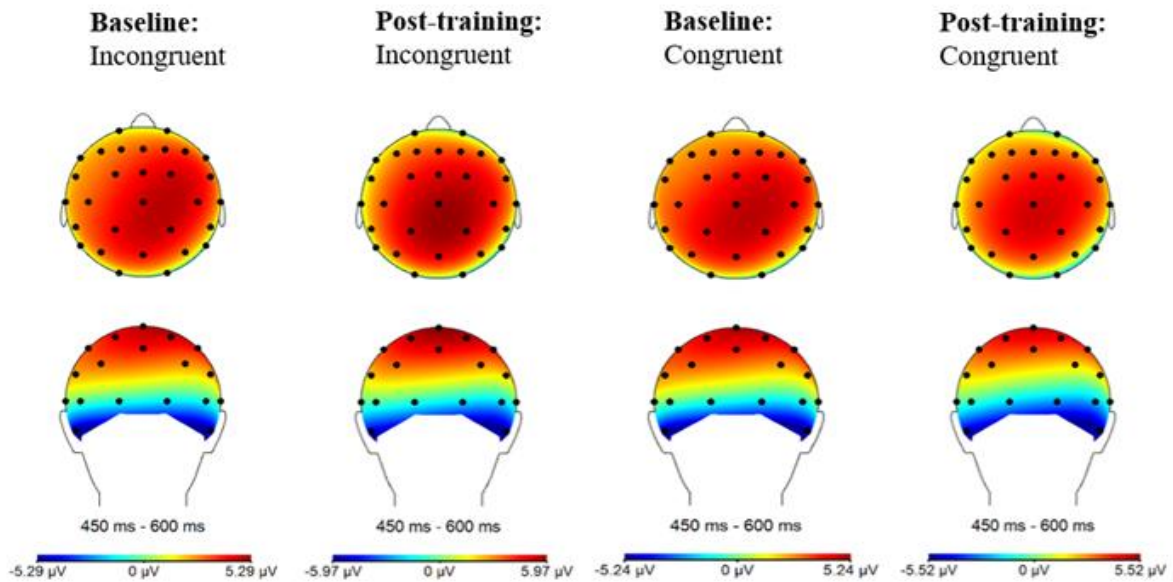 Baseline:
Incongruent
Post-training:
Incongruent
Baseline:
Congruent
Post-training:
Congruent
450 ms - 600 ms
450 ms - 600 ms
450 ms - 600 ms
450 ms - 600 ms
-5.29 µV 0 µV 5.29 µV
-5.97 µV 0 µV 5.97 µV
-5.24 µV 0 µV 5.24 µV
-5.52 µV 0 µV 5.52 µV